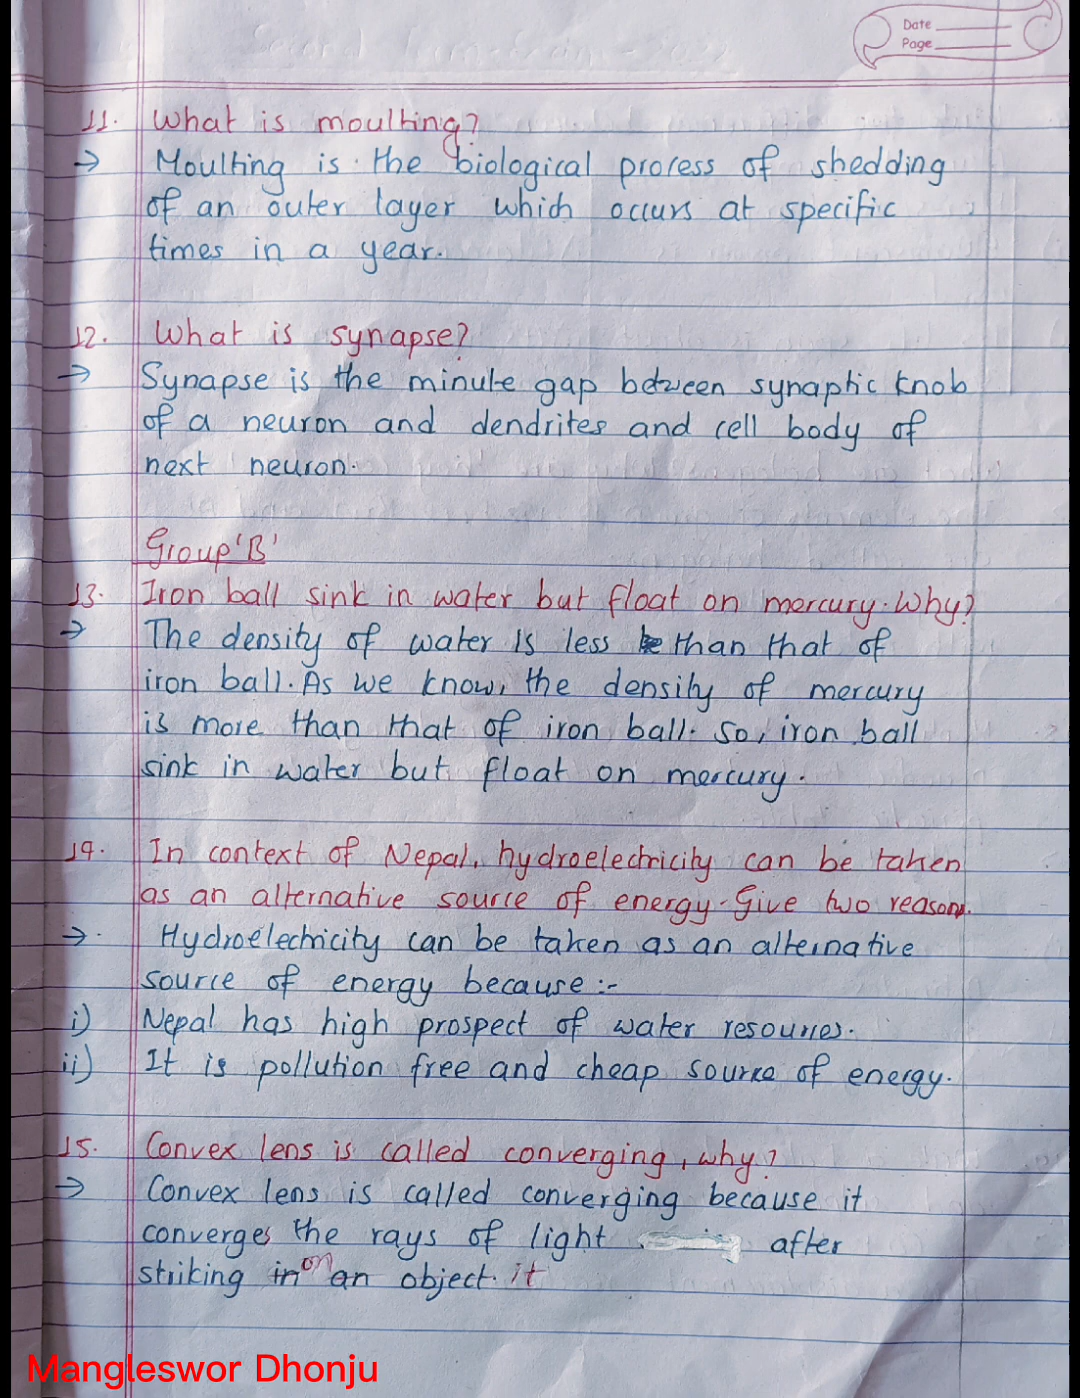 Date
Page
11. What is moulting?
→ Moulting is the biological process of shedding
of an outer layer which occurs at specific
times in a year.
12. What is synapse?
→ Synapse is the minute gap between synaptic knob
of a neuron and dendrites and cell body of
next neuron.
Group 'B'
13. Iron ball sink in water but float on mercury. Why?
→ The density of water is less than that of
iron ball. As we know, the density of mercury
is more than that of iron ball. So, iron ball
sink in water but float on mercury.
14. In context of Nepal, hydroelectricity can be taken
as an alternative source of energy. Give two reasons.
→ Hydroelectricity can be taken as an alternative
source of energy because :-
i) Nepal has high prospect of water resources.
ii) It is pollution free and cheap source of energy.
15. Convex lens is called converging, why?
→ Convex lens is called converging because it
converges the rays of light after
striking in on an object. it
Mangleswor Dhonju